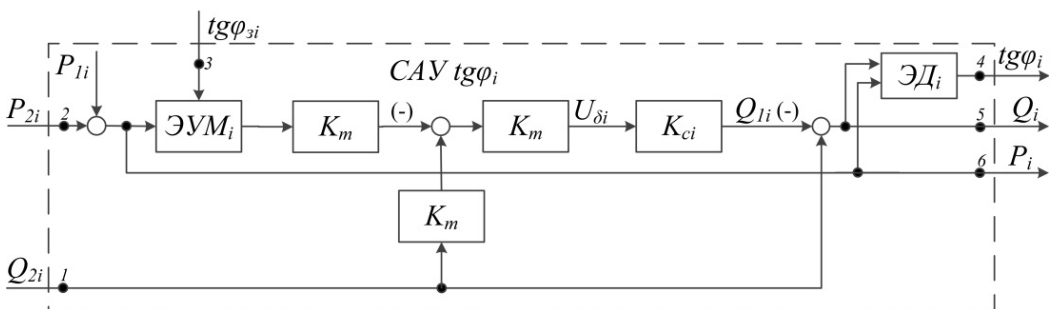 tgφзi
P1i
3
САУ tgφi
4
tgφi
ЭДi
P2i
2
ЭУМi
Km
(-)
Km
Uδi
Kci
Q1i (-)
5
Qi
6
Pi
Km
Q2i
1